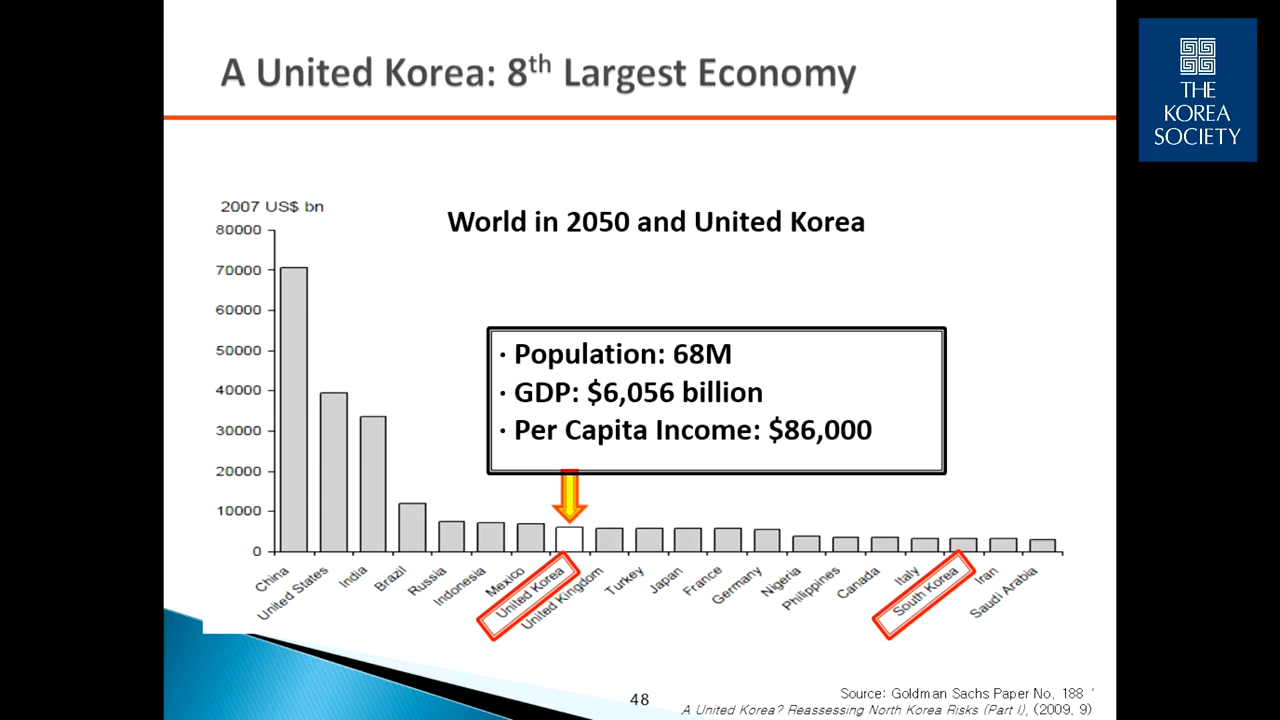 A United Korea: 8th Largest Economy
THE
KOREA
SOCIETY
2007 US$ bn
World in 2050 and United Korea
80000
70000
60000
50000
40000
30000
20000
10000
0
· Population: 68M
· GDP: $6,056 billion
· Per Capita Income: $86,000
China
United States
India
Brazil
Russia
Indonesia
Mexico
United Korea
United Kingdom
Turkey
Japan
France
Germany
Nigeria
Philippines
Canada
Italy
South Korea
Iran
Saudi Arabia
48
Source: Goldman Sachs Paper No. 188 '
A United Korea? Reassessing North Korea Risks (Part I), (2009. 9)